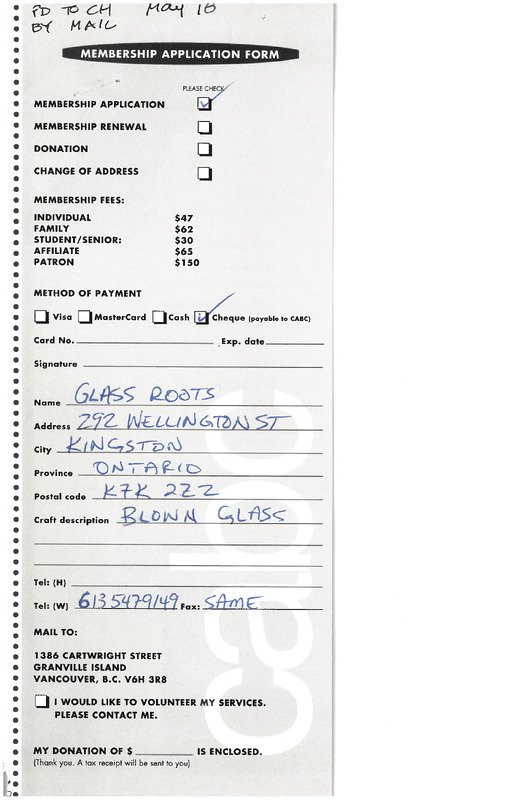 PD TO CH MAY 18
BY MAIL
MEMBERSHIP APPLICATION FORM
PLEASE CHECK
MEMBERSHIP APPLICATION
MEMBERSHIP RENEWAL
DONATION
CHANGE OF ADDRESS
MEMBERSHIP FEES:
INDIVIDUAL $47
FAMILY $62
STUDENT/SENIOR: $30
AFFILIATE $65
PATRON $150
METHOD OF PAYMENT
Visa MasterCard Cash Cheque (payable to CABC)
Card No. Exp. date
Signature
Name GLASS ROOTS
Address 292 WELLINGTON ST
City KINGSTON
Province ONTARIO
Postal code K7K 2Z2
Craft description BLOWN GLASS
Tel: (H)
Tel: (W) 6135479149 Fax: SAME
MAIL TO:
1386 CARTWRIGHT STREET
GRANVILLE ISLAND
VANCOUVER, B.C. V6H 3R8
I WOULD LIKE TO VOLUNTEER MY SERVICES.
PLEASE CONTACT ME.
MY DONATION OF $ IS ENCLOSED.
(Thank you. A tax receipt will be sent to you)
cabc